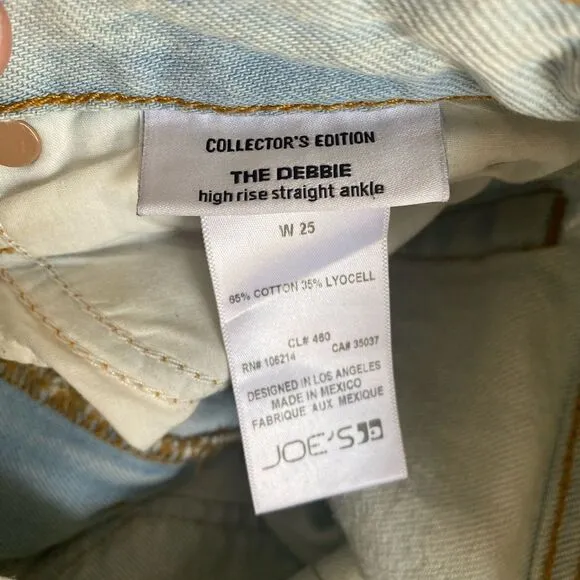 COLLECTOR'S EDITION
THE DEBBIE
high rise straight ankle
W 25
65% COTTON 35% LYOCELL
CL# 460
RN# 106214 CA# 35037
DESIGNED IN LOS ANGELES
MADE IN MEXICO
FABRIQUE AUX MEXIQUE
JOE'S